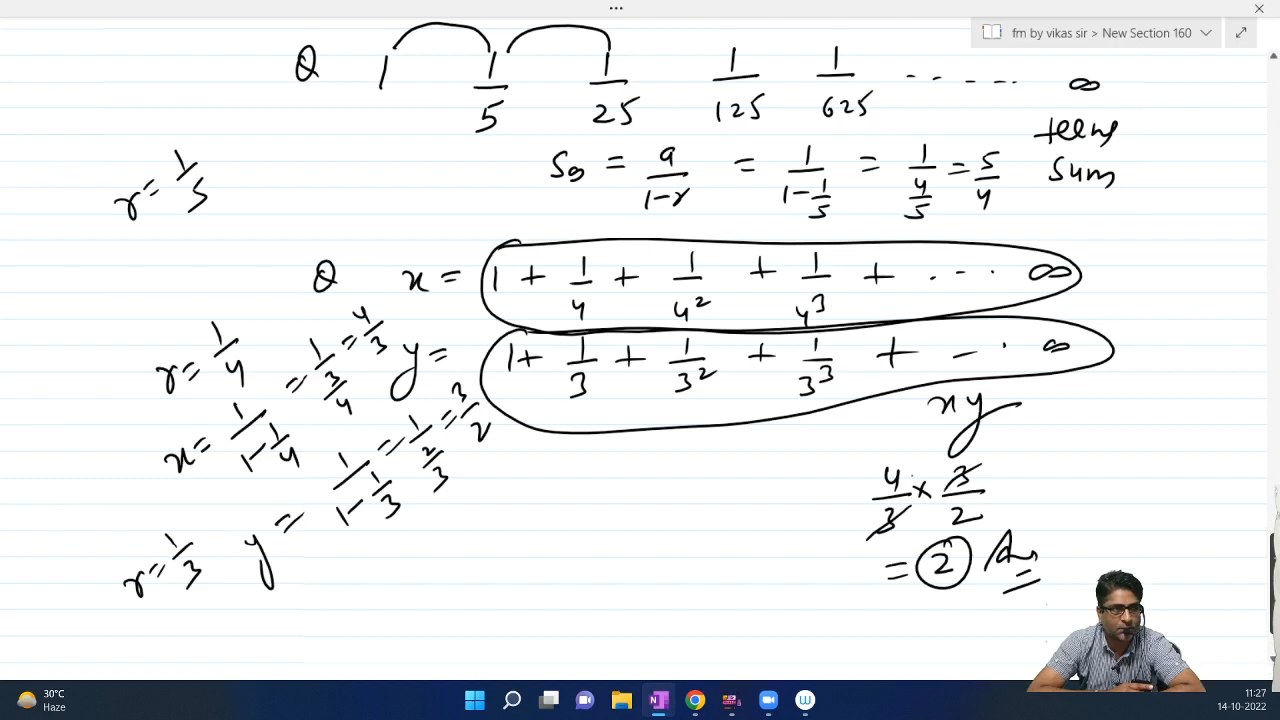 fm by vikas sir > New Section 160
Q 1 1/5 1/25 1/125 1/625 ------ ∞
terms
Sum
r = 1/5
S∞ = a/(1-r) = 1/(1-1/5) = 1/(4/5) = 5/4
Q x = 1 + 1/4 + 1/4² + 1/4³ + --- ∞
y = 1 + 1/3 + 1/3² + 1/3³ + --- ∞
r = 1/4
x = 1/(1-1/4) = 1/(3/4) = 4/3
r = 1/3
y = 1/(1-1/3) = 1/(2/3) = 3/2
xy
4/3 × 3/2
= 2 Ans
30°C
Haze
11:27
14-10-2022